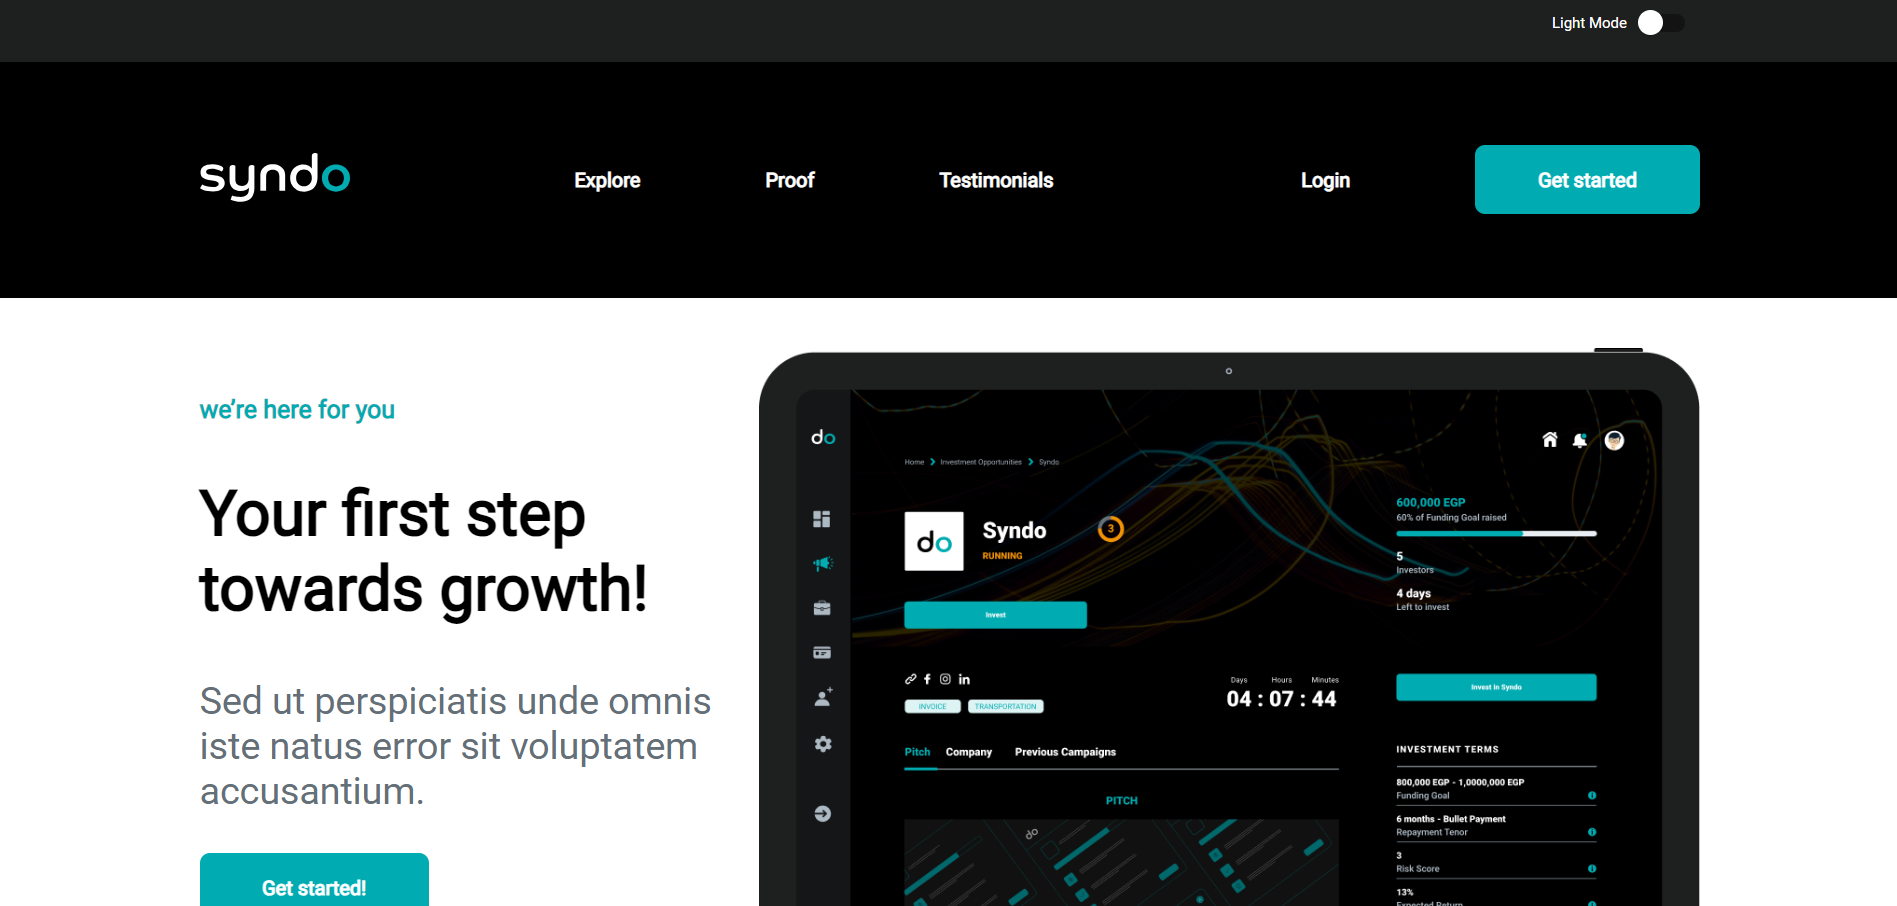 Light Mode
syndo
Explore
Proof
Testimonials
Login
Get started
we’re here for you
Your first step
towards growth!
Sed ut perspiciatis unde omnis
iste natus error sit voluptatem
accusantium.
Get started!
do
Home
Investment Opportunities
Syndo
do
Syndo
3
RUNNING
Invest
600,000 EGP
60% of Funding Goal raised
5
Investors
4 days
Left to invest
INVOICE
TRANSPORTATION
Days Hours Minutes
04 : 07 : 44
Invest in Syndo
Pitch
Company
Previous Campaigns
PITCH
do
INVESTMENT TERMS
800,000 EGP - 1,0000,000 EGP
Funding Goal
6 months - Bullet Payment
Repayment Tenor
3
Risk Score
13%
Expected Return